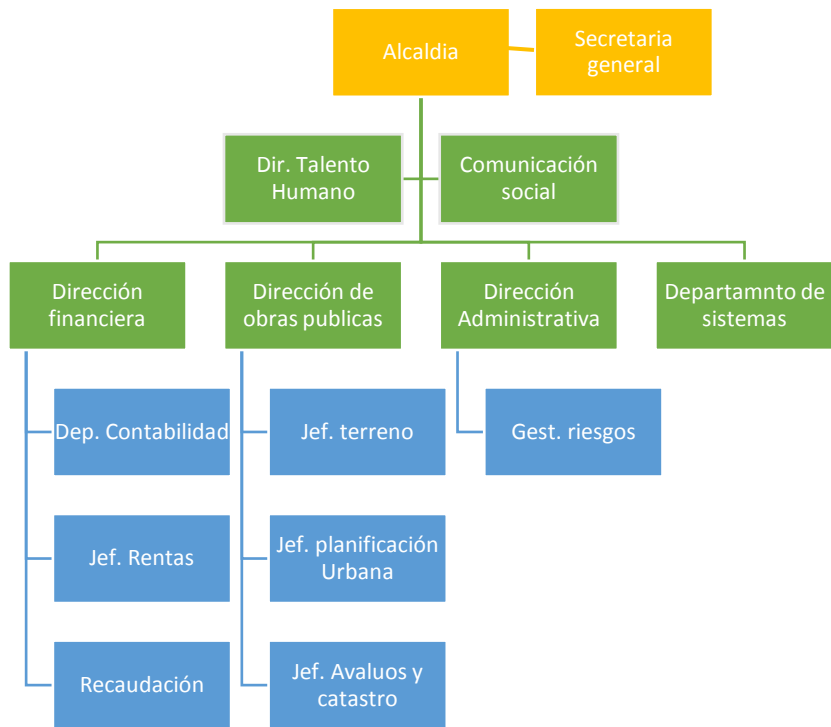 Alcaldia
Secretaria
general
Dir. Talento
Humano
Comunicación
social
Dirección
financiera
Dirección de
obras publicas
Dirección
Administrativa
Departamnto de
sistemas
Dep. Contabilidad
Jef. terreno
Gest. riesgos
Jef. Rentas
Jef. planificación
Urbana
Recaudación
Jef. Avaluos y
catastro